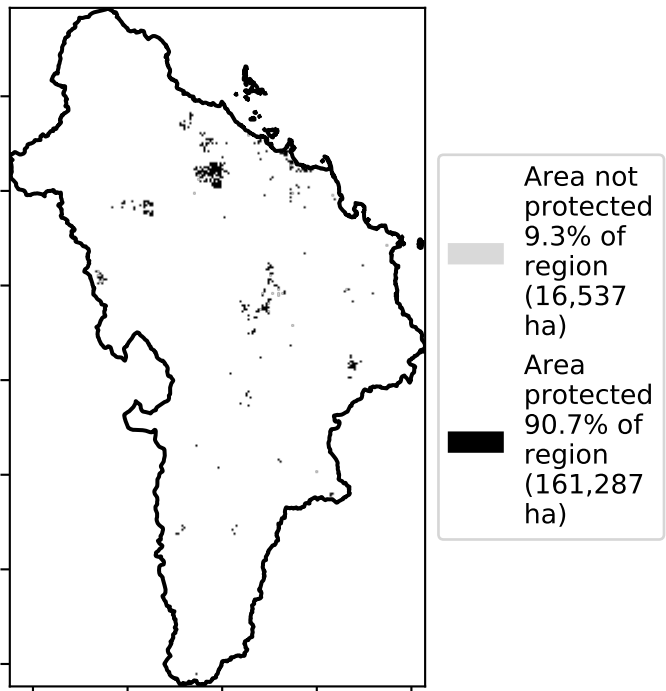 Area not
protected
9.3% of
region
(16,537
ha)
Area
protected
90.7% of
region
(161,287
ha)